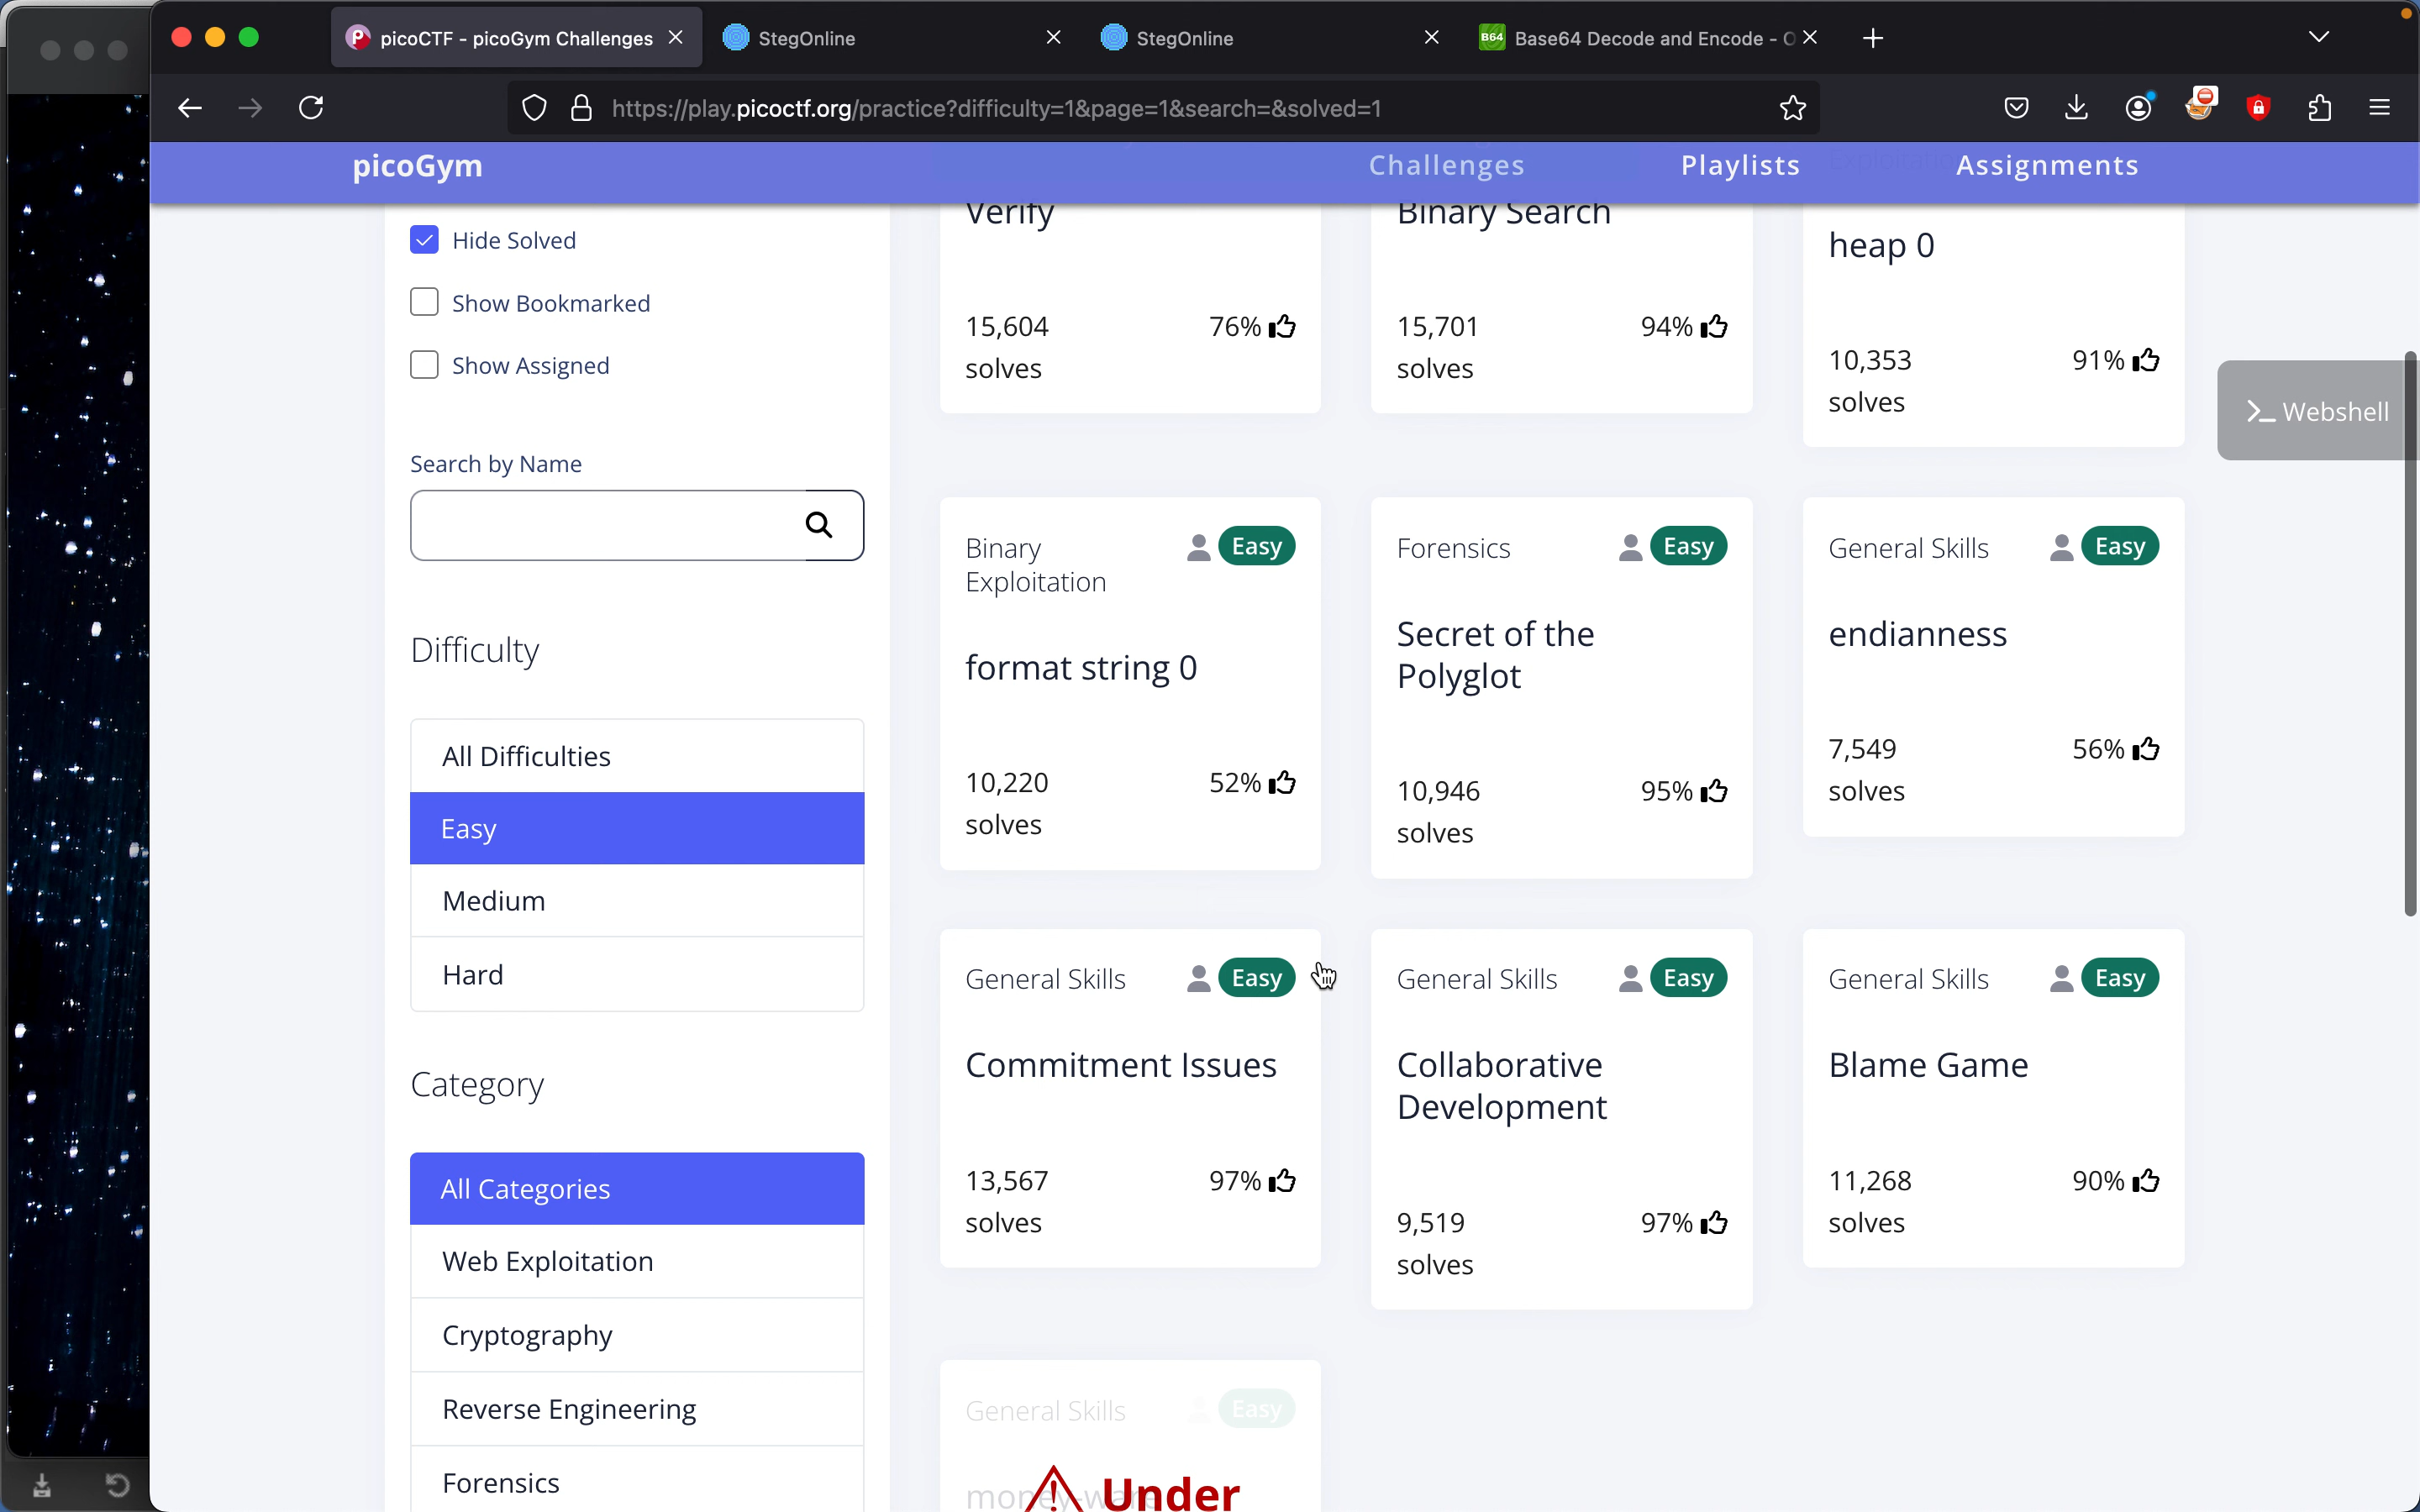 picoCTF - picoGym Challenges
StegOnline
StegOnline
B64 Base64 Decode and Encode - O
https://play.picoctf.org/practice?difficulty=1&page=1&search=&solved=1
picoGym
Challenges
Playlists
Assignments
Hide Solved
Show Bookmarked
Show Assigned
Search by Name
Difficulty
All Difficulties
Easy
Medium
Hard
Category
All Categories
Web Exploitation
Cryptography
Reverse Engineering
Forensics
Verify
15,604
solves
76%
Binary Search
15,701
solves
94%
heap 0
10,353
solves
91%
Webshell
Binary
Exploitation
Easy
format string 0
10,220
solves
52%
Forensics
Easy
Secret of the
Polyglot
10,946
solves
95%
General Skills
Easy
endianness
7,549
solves
56%
General Skills
Easy
Commitment Issues
13,567
solves
97%
General Skills
Easy
Collaborative
Development
9,519
solves
97%
General Skills
Easy
Blame Game
11,268
solves
90%
General Skills
Easy
money-ware
Under